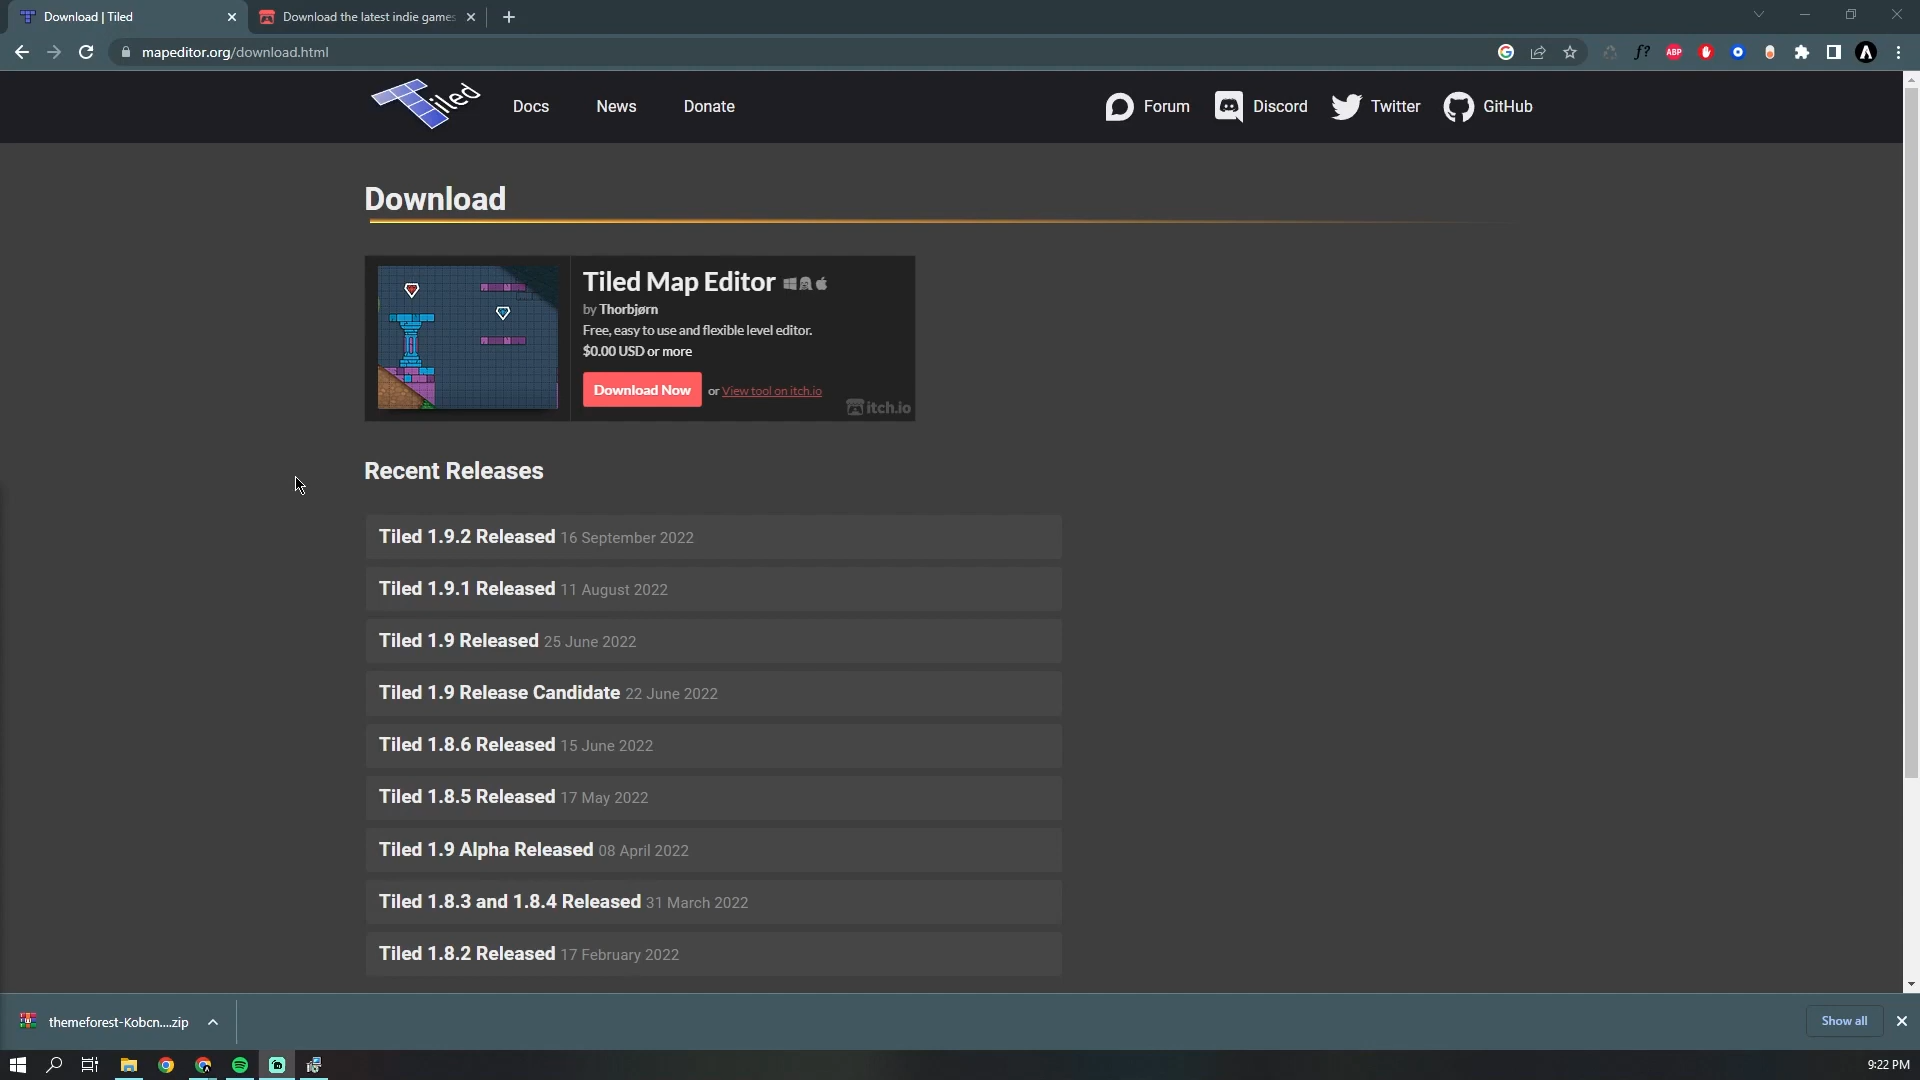 Download | Tiled
Download the latest indie games
mapeditor.org/download.html
ABP
Tiled
Docs
News
Donate
Forum
Discord
Twitter
GitHub
Download
Tiled Map Editor
by Thorbjørn
Free, easy to use and flexible level editor.
$0.00 USD or more
Download Now or View tool on itch.io
itch.io
Recent Releases
Tiled 1.9.2 Released 16 September 2022
Tiled 1.9.1 Released 11 August 2022
Tiled 1.9 Released 25 June 2022
Tiled 1.9 Release Candidate 22 June 2022
Tiled 1.8.6 Released 15 June 2022
Tiled 1.8.5 Released 17 May 2022
Tiled 1.9 Alpha Released 08 April 2022
Tiled 1.8.3 and 1.8.4 Released 31 March 2022
Tiled 1.8.2 Released 17 February 2022
themeforest-Kobcn....zip
Show all
9:22 PM